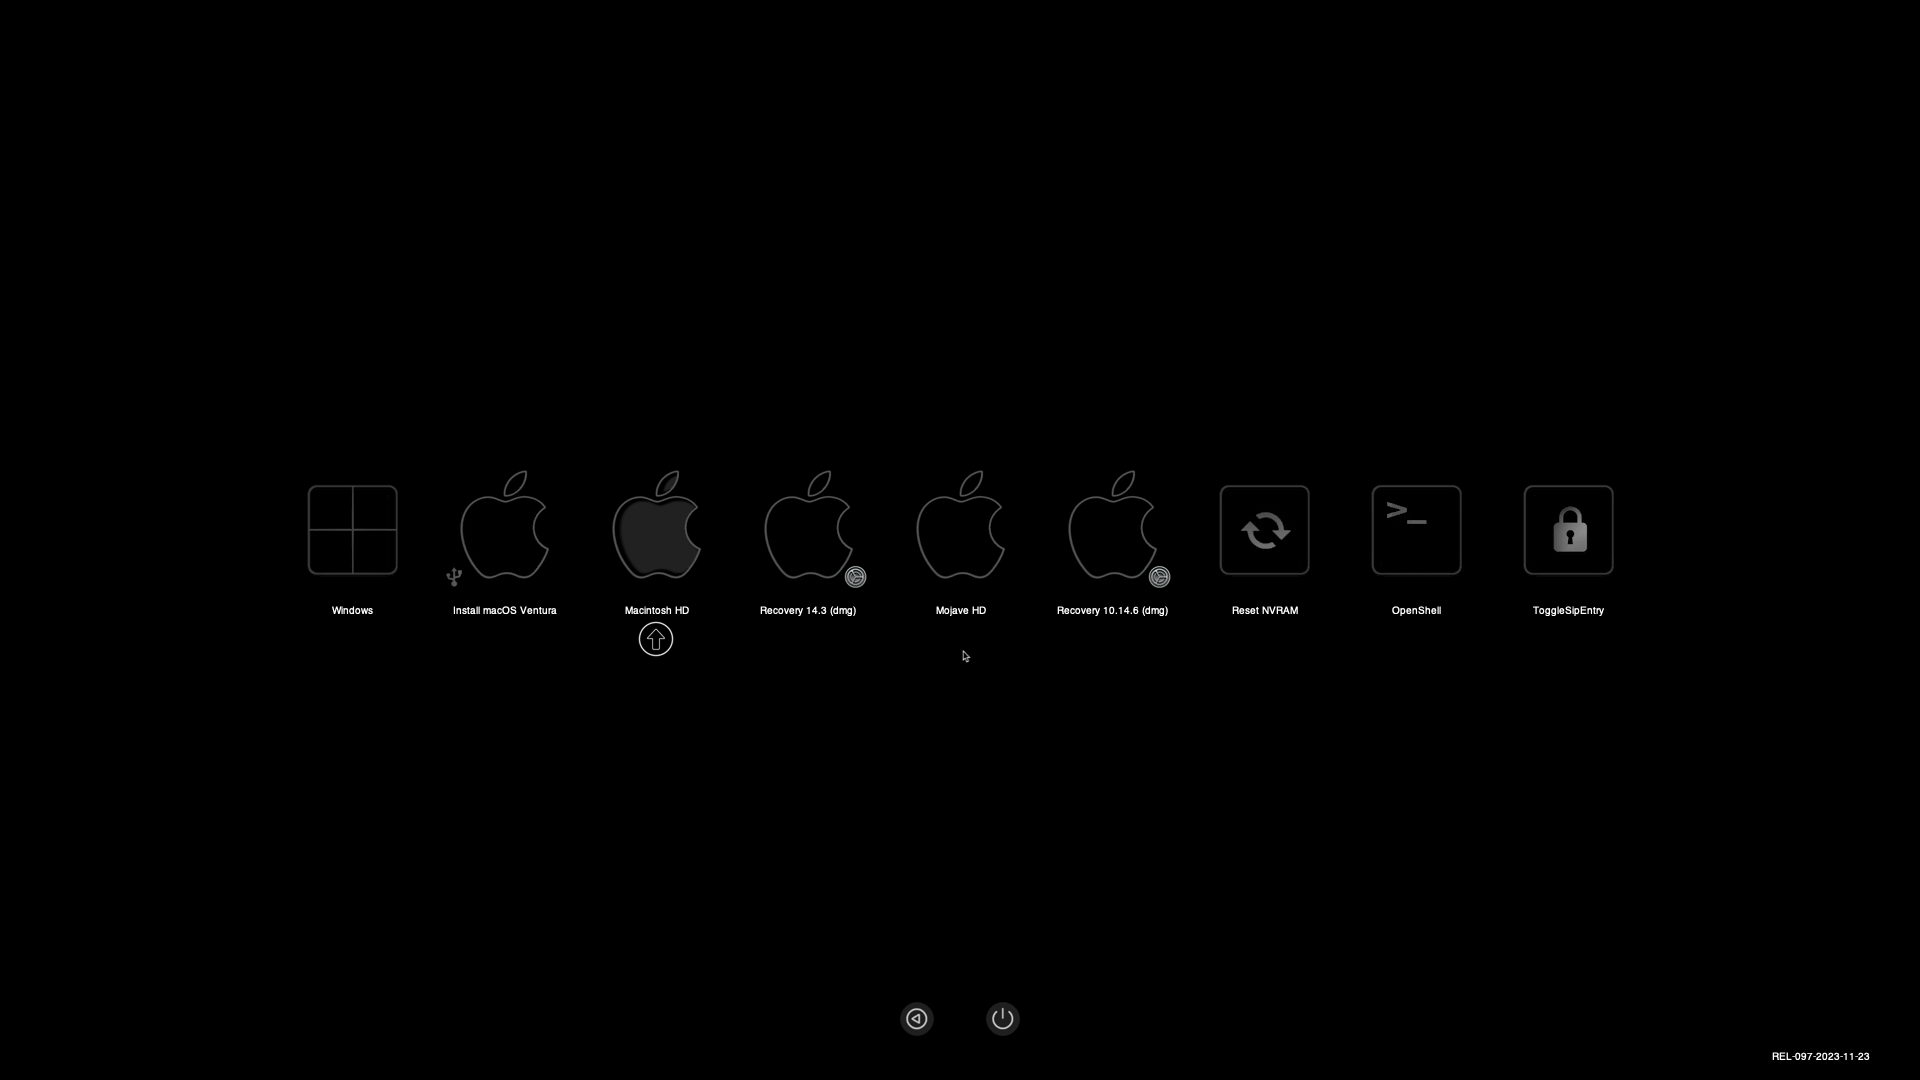 Windows
Install macOS Ventura
Macintosh HD
Recovery 14.3 (dmg)
Mojave HD
Recovery 10.14.6 (dmg)
Reset NVRAM
>_
OpenShell
ToggleSipEntry
REL-097-2023-11-23